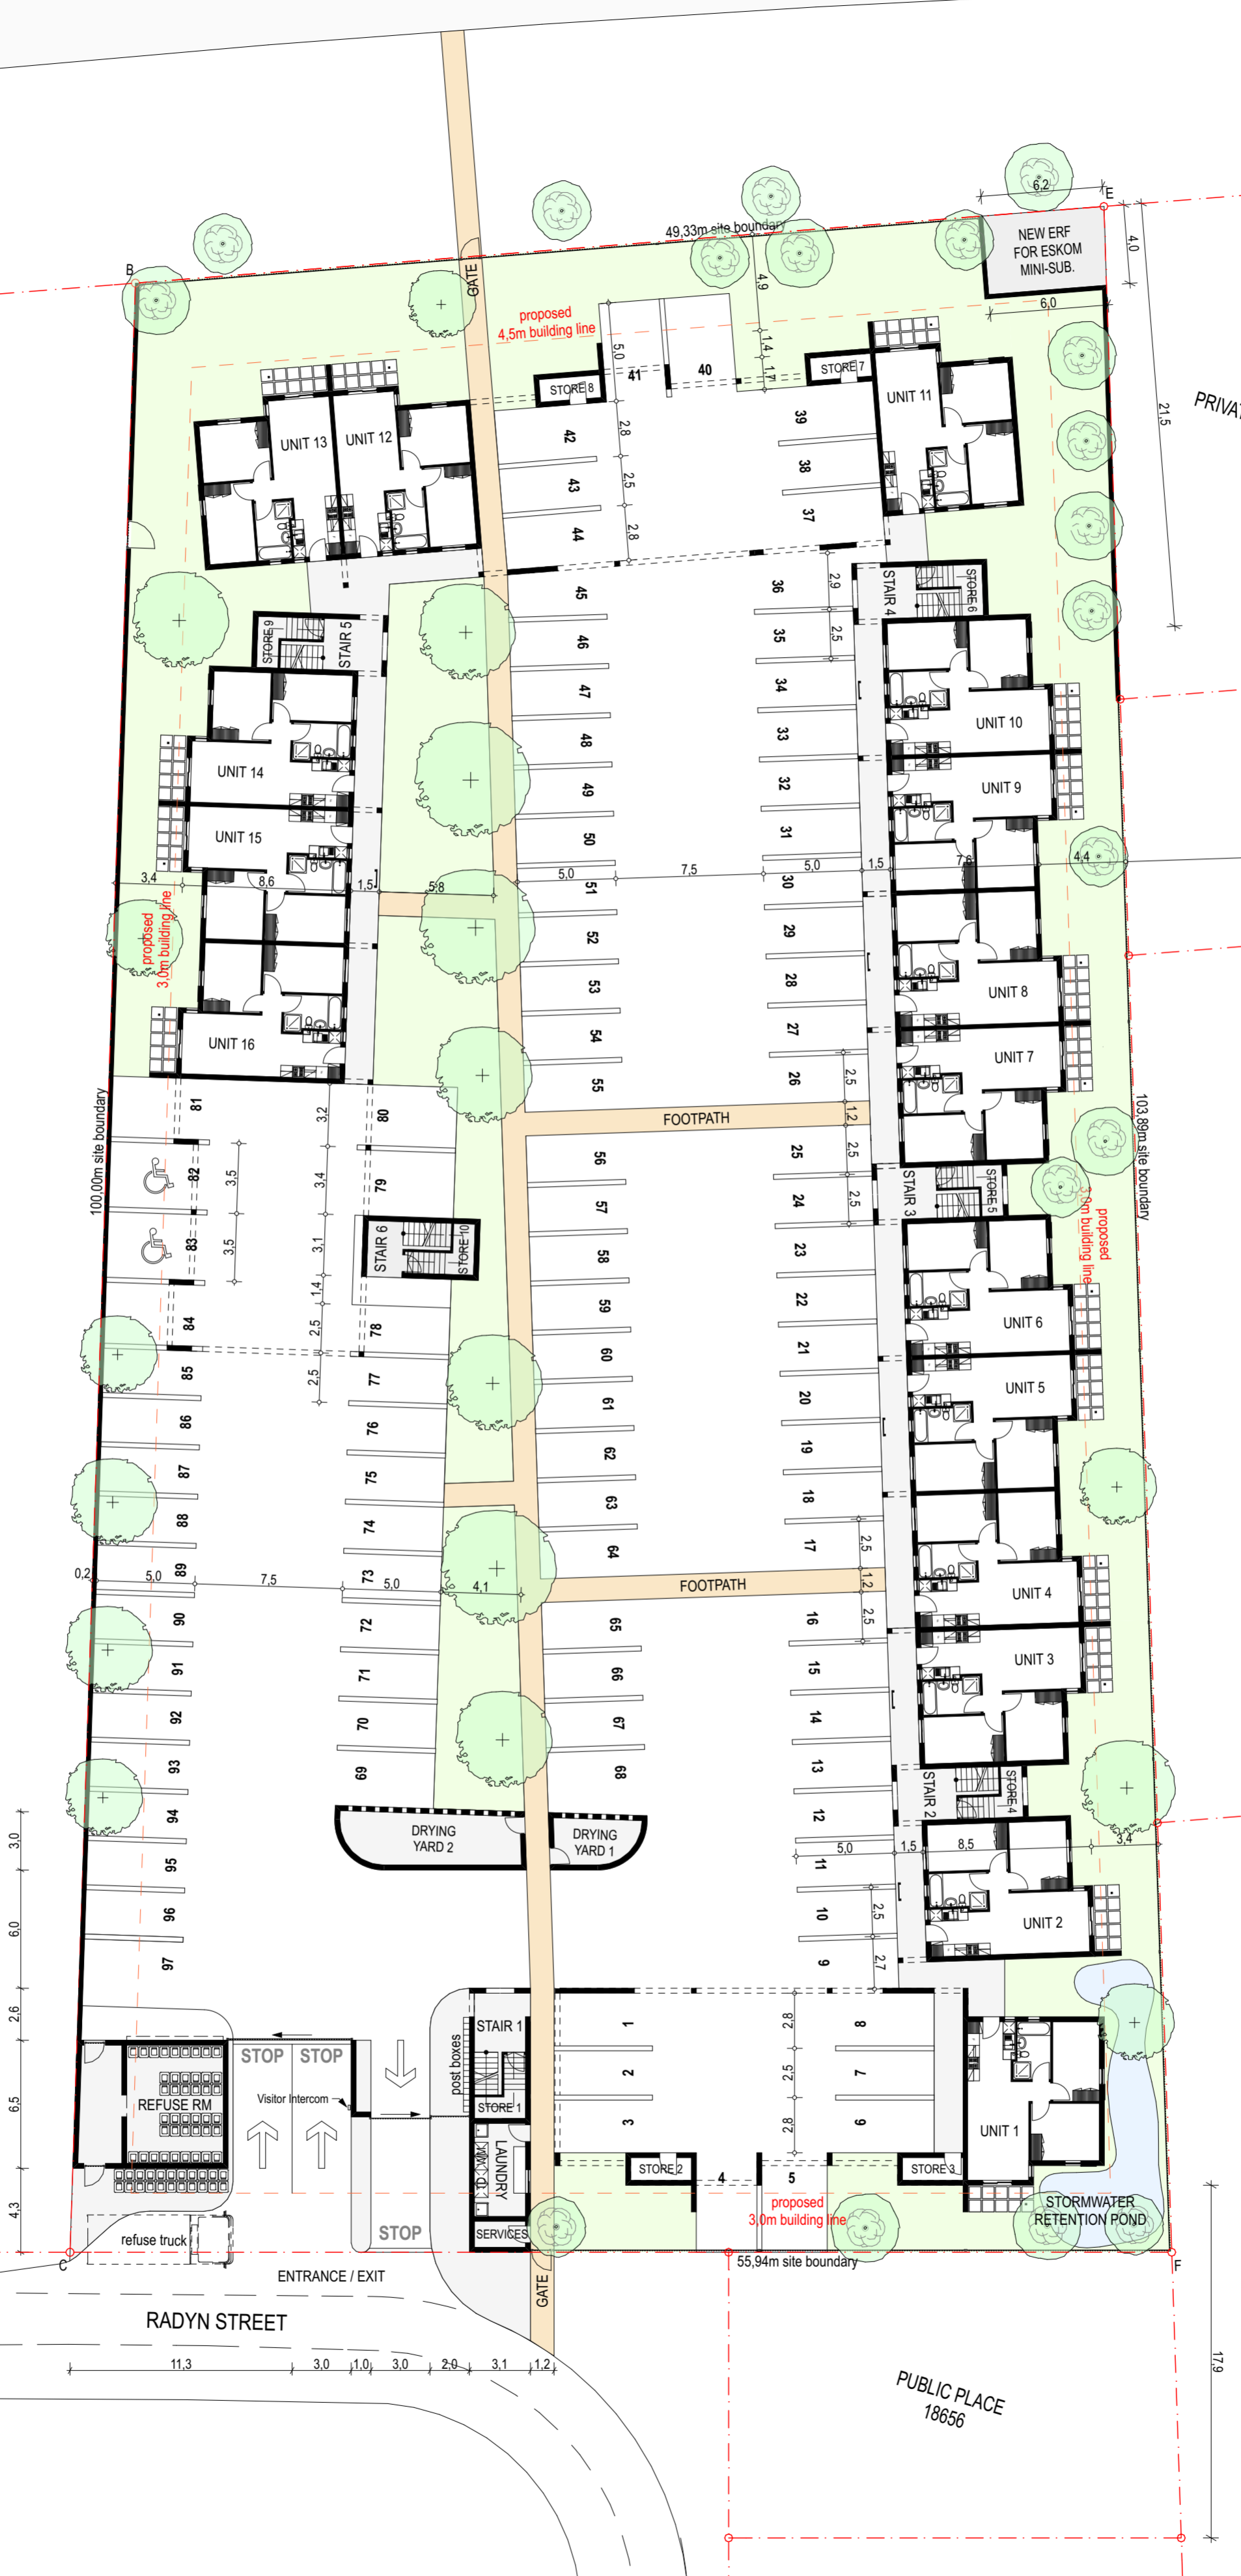 6,2
E
49,33m site boundary
NEW ERF
FOR ESKOM
MINI-SUB.
4,0
B
GATE
4,9
6,0
proposed
4,5m building line
5,0
41
40
1,4
1,7
STORE 7
STORE 8
UNIT 11
21,5
UNIT 13
UNIT 12
42
2,8
39
43
2,5
38
44
2,8
37
45
36
2,9
STAIR 4
STORE 6
46
35
2,5
STORE 9
STAIR 5
47
34
48
33
UNIT 10
UNIT 14
49
32
UNIT 9
UNIT 15
50
31
3,4
8,6
1,5
5,8
5,0
7,5
5,0
1,5
7,6
4,4
51
30
proposed
3,0m building line
52
29
53
28
UNIT 8
UNIT 16
54
27
UNIT 7
55
26
2,5
81
3,2
80
FOOTPATH
1,2
100,00m site boundary
103,89m site boundary
82
3,5
3,4
79
56
25
2,5
57
24
2,5
STAIR 3
STORE 5
83
3,5
3,1
STAIR 6
STORE 10
58
23
proposed
3,0m building line
1,4
59
22
84
2,5
78
60
21
UNIT 6
85
2,5
77
61
20
UNIT 5
86
76
62
19
87
75
63
18
88
74
64
17
2,5
0,2
5,0
89
7,5
73
5,0
4,1
FOOTPATH
1,2
UNIT 4
90
72
65
16
2,5
91
71
66
15
UNIT 3
92
70
67
14
93
69
68
13
94
12
STAIR 2
STORE 4
3,0
DRYING
YARD 2
DRYING
YARD 1
95
11
5,0
1,5
8,5
3,4
96
10
2,5
UNIT 2
6,0
97
9
2,7
2,6
STAIR 1
1
2,8
8
STOP
STOP
post boxes
2
2,5
7
Visitor Intercom
REFUSE RM
6,5
STORE 1
3
2,8
6
UNIT 1
LAUNDRY
STORE 2
4
5
STORE 3
4,3
proposed
3,0m building line
STORMWATER
RETENTION POND
refuse truck
STOP
SERVICES
C
55,94m site boundary
F
ENTRANCE / EXIT
GATE
RADYN STREET
11,3
3,0
1,0
3,0
2,0
3,1
1,2
17,9
PUBLIC PLACE
18656